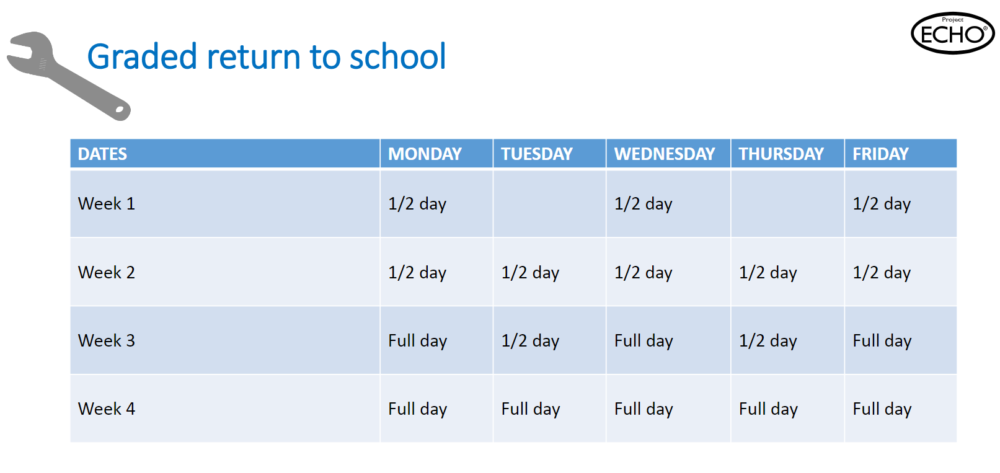 Project
ECHO®
Graded return to school
DATES MONDAY TUESDAY WEDNESDAY THURSDAY FRIDAY
Week 1 1/2 day 1/2 day 1/2 day
Week 2 1/2 day 1/2 day 1/2 day 1/2 day 1/2 day
Week 3 Full day 1/2 day Full day 1/2 day Full day
Week 4 Full day Full day Full day Full day Full day